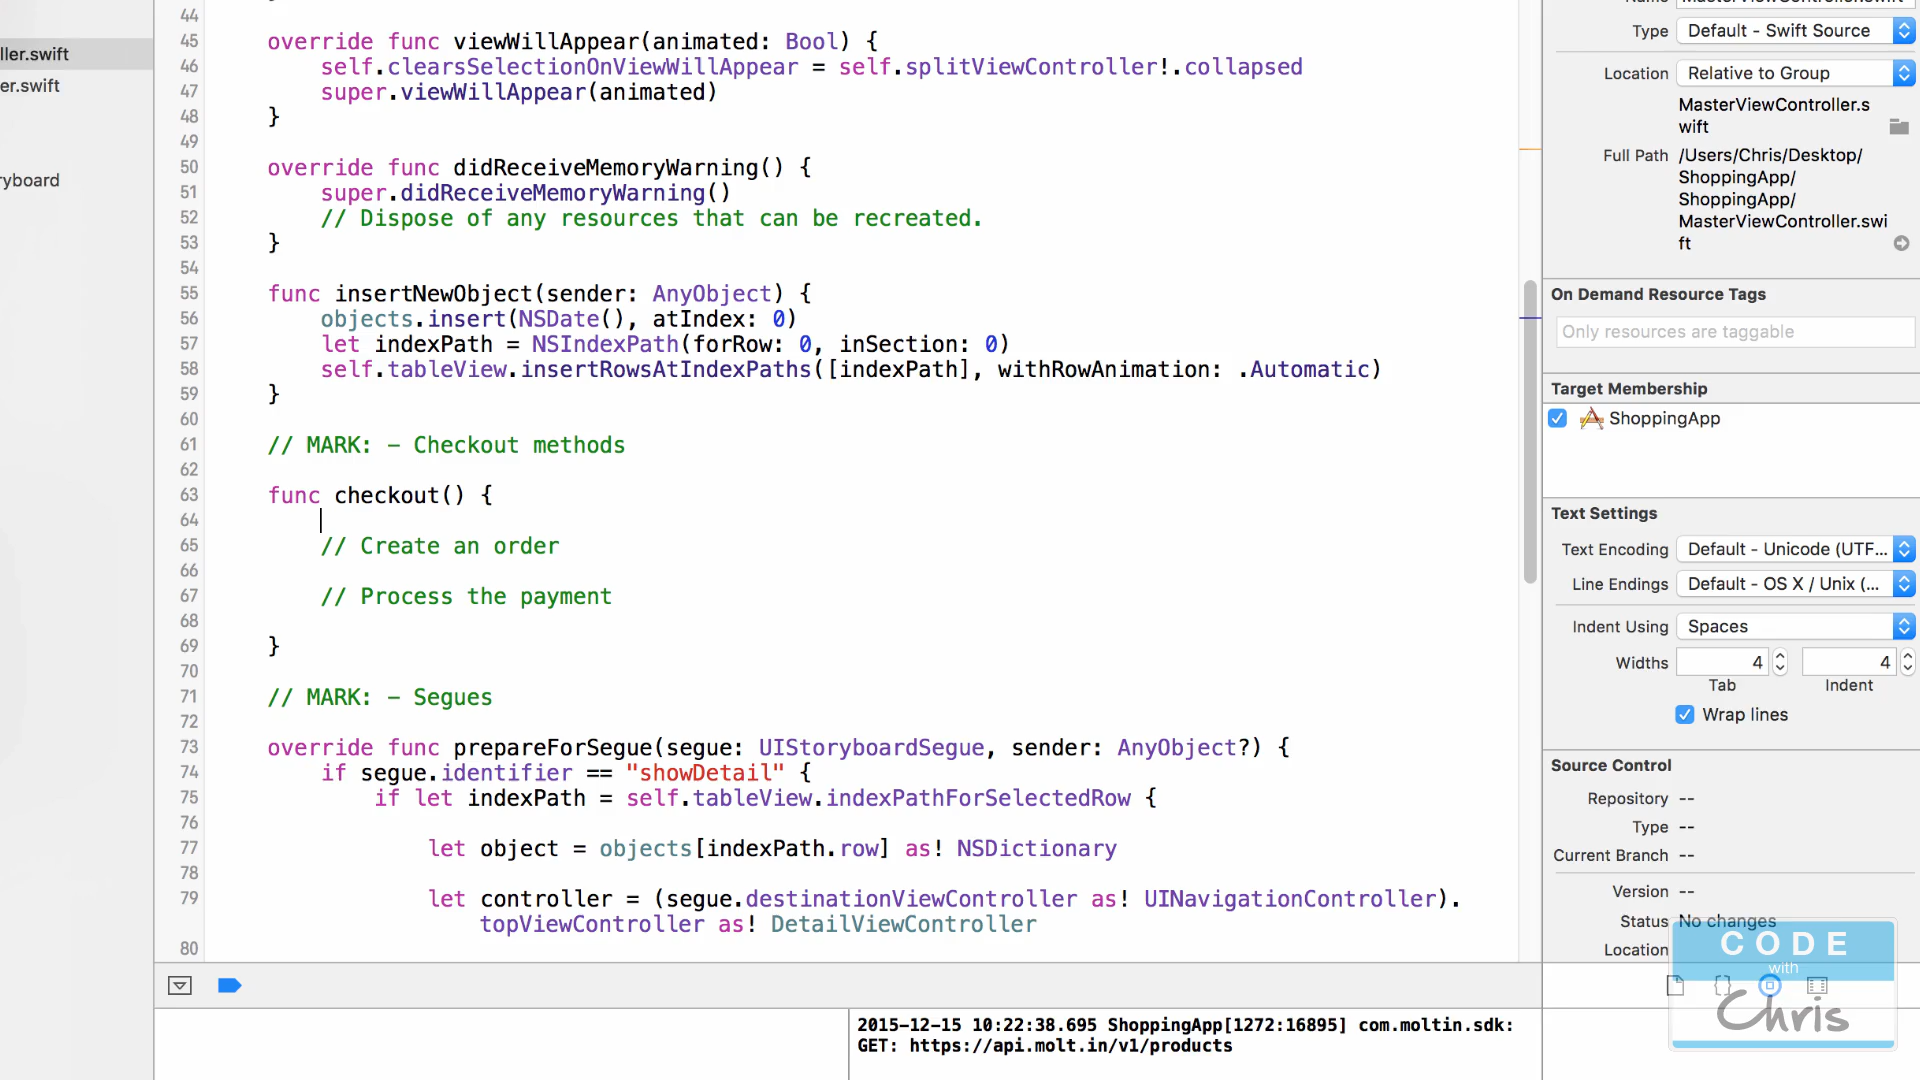 ller.swift
er.swift
ryboard
44
45 override func viewWillAppear(animated: Bool) {
46 self.clearsSelectionOnViewWillAppear = self.splitViewController!.collapsed
47 super.viewWillAppear(animated)
48 }
49
50 override func didReceiveMemoryWarning() {
51 super.didReceiveMemoryWarning()
52 // Dispose of any resources that can be recreated.
53 }
54
55 func insertNewObject(sender: AnyObject) {
56 objects.insert(NSDate(), atIndex: 0)
57 let indexPath = NSIndexPath(forRow: 0, inSection: 0)
58 self.tableView.insertRowsAtIndexPaths([indexPath], withRowAnimation: .Automatic)
59 }
60
61 // MARK: - Checkout methods
62
63 func checkout() {
64
65 // Create an order
66
67 // Process the payment
68
69 }
70
71 // MARK: - Segues
72
73 override func prepareForSegue(segue: UIStoryboardSegue, sender: AnyObject?) {
74 if segue.identifier == "showDetail" {
75 if let indexPath = self.tableView.indexPathForSelectedRow {
76
77 let object = objects[indexPath.row] as! NSDictionary
78
79 let controller = (segue.destinationViewController as! UINavigationController).
topViewController as! DetailViewController
80
2015-12-15 10:22:38.695 ShoppingApp[1272:16895] com.moltin.sdk:
GET: https://api.molt.in/v1/products
Type Default - Swift Source
Location Relative to Group
MasterViewController.s
wift
Full Path /Users/Chris/Desktop/
ShoppingApp/
ShoppingApp/
MasterViewController.swi
ft
On Demand Resource Tags
Only resources are taggable
Target Membership
ShoppingApp
Text Settings
Text Encoding Default - Unicode (UTF...
Line Endings Default - OS X / Unix (...
Indent Using Spaces
Widths 4 4
Tab Indent
Wrap lines
Source Control
Repository --
Type --
Current Branch --
Version --
Status No changes
Location
CODE
with
Chris